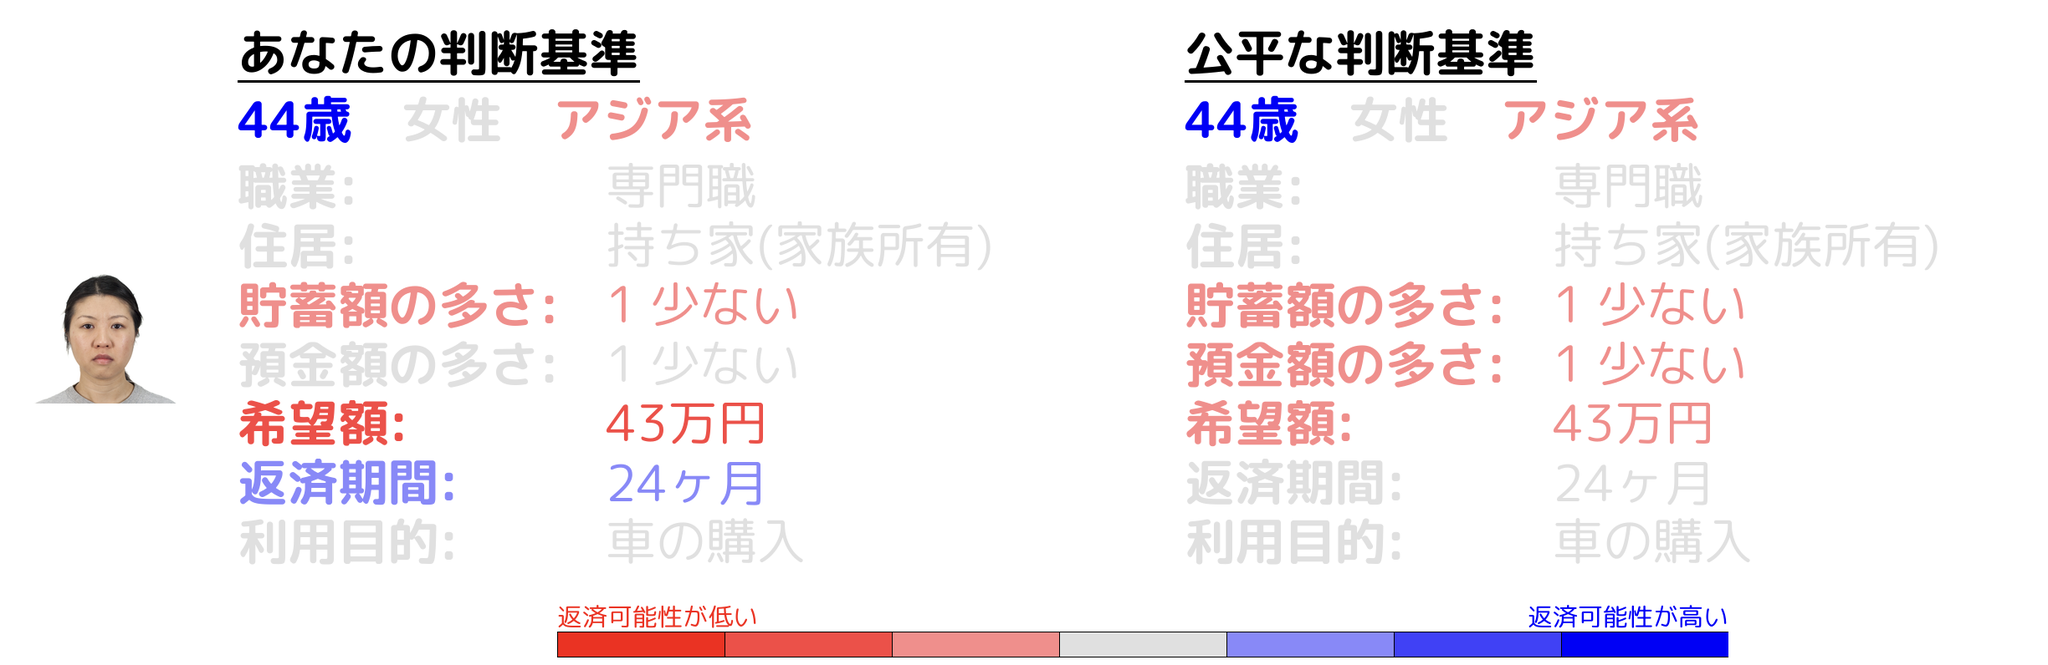 あなたの判断基準
44歳 女性 アジア系
職業: 専門職
住居: 持ち家(家族所有)
貯蓄額の多さ: 1 少ない
預金額の多さ: 1 少ない
希望額: 43万円
返済期間: 24ヶ月
利用目的: 車の購入
公平な判断基準
44歳 女性 アジア系
職業: 専門職
住居: 持ち家(家族所有)
貯蓄額の多さ: 1 少ない
預金額の多さ: 1 少ない
希望額: 43万円
返済期間: 24ヶ月
利用目的: 車の購入
返済可能性が低い
返済可能性が高い